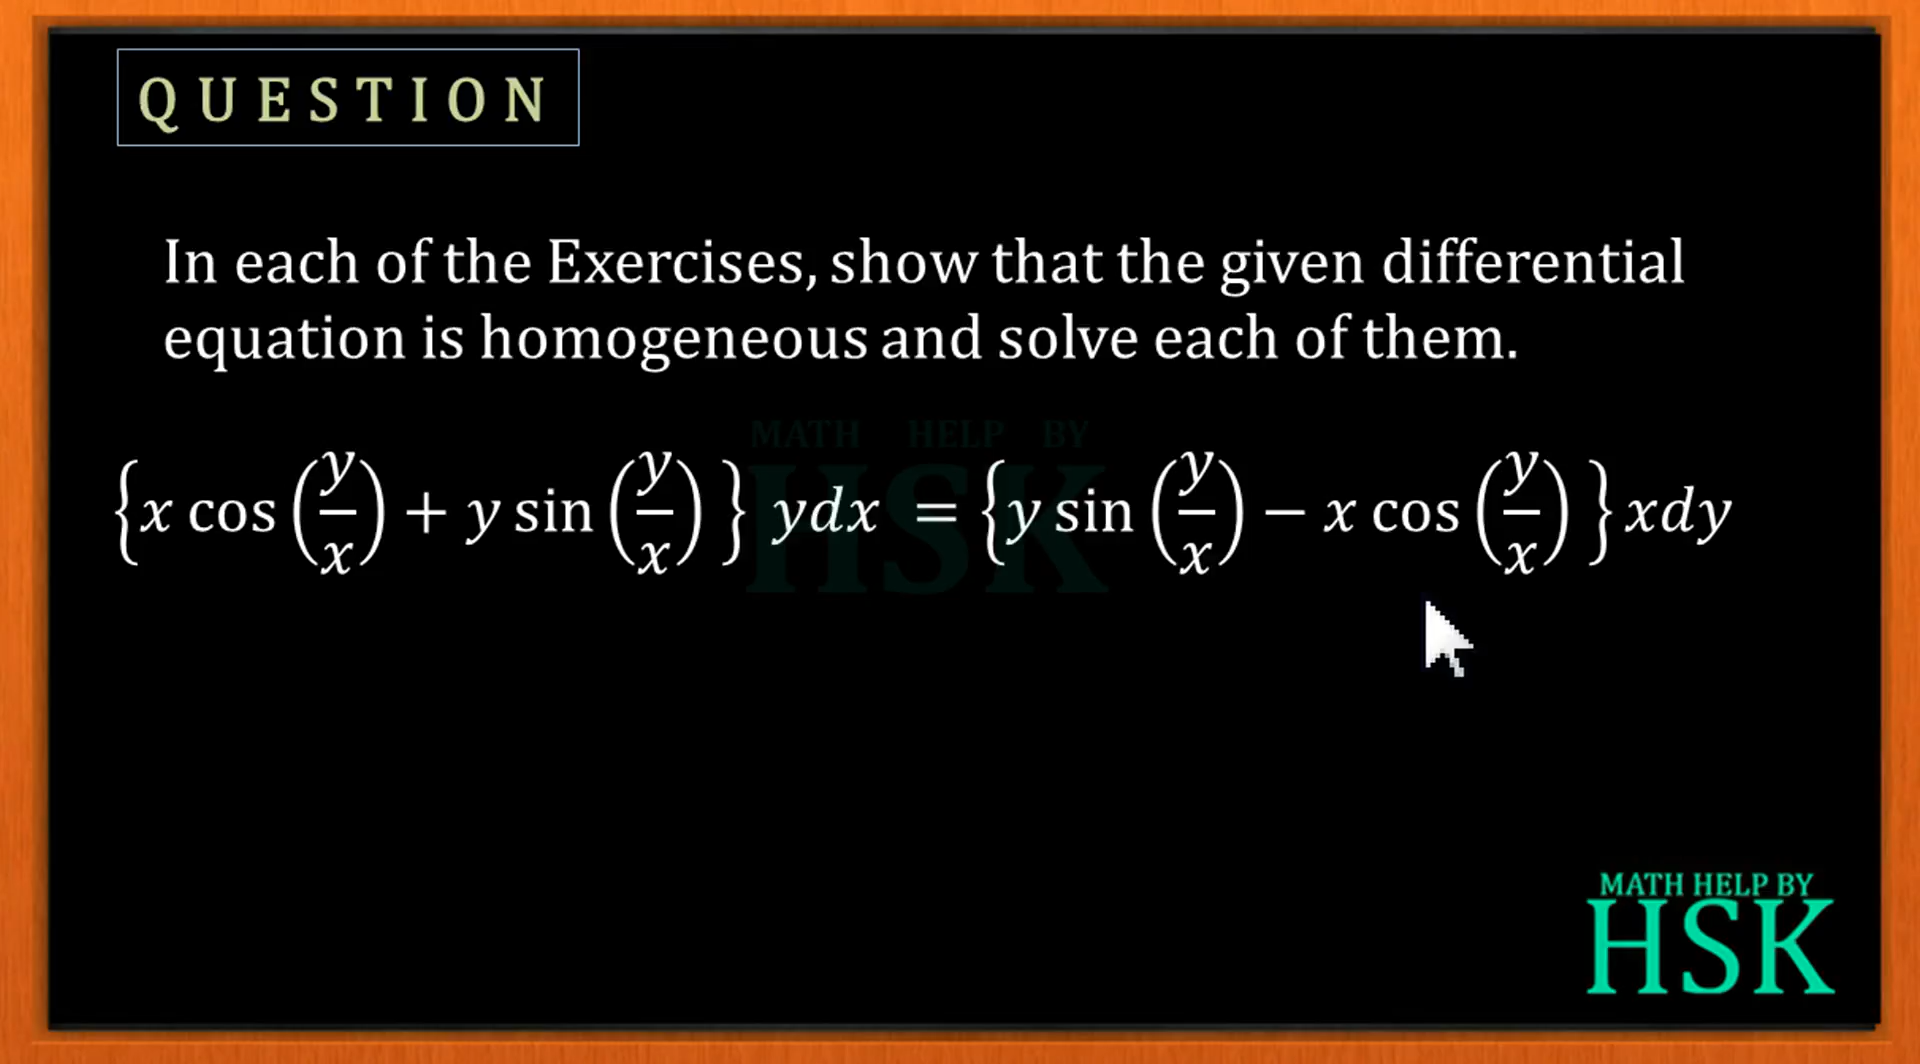 QUESTION
In each of the Exercises, show that the given differential
equation is homogeneous and solve each of them.
{x cos(y/x) + y sin(y/x)} ydx = {y sin(y/x) − x cos(y/x)} xdy
MATH HELP BY
HSK
MATH HELP BY
HSK